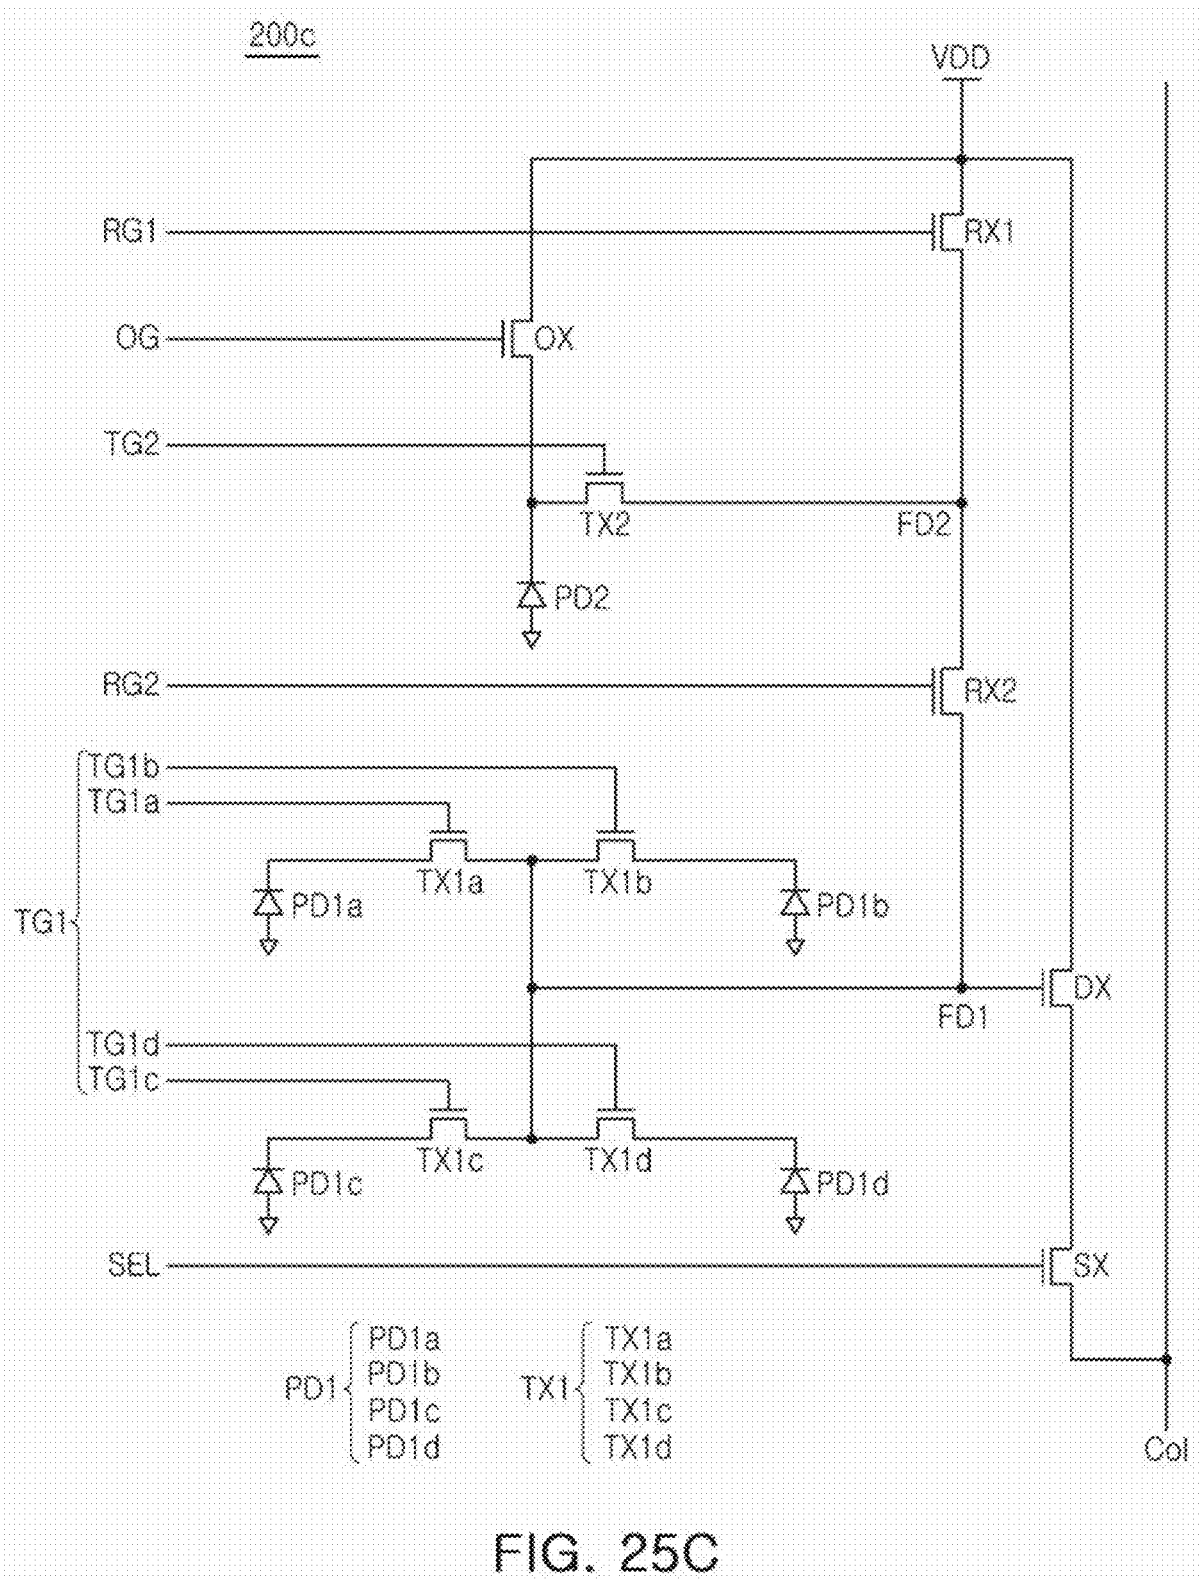 200c
VDD
RG1
RX1
OG
OX
TG2
TX2
FD2
PD2
RG2
RX2
TG1b
TG1a
TX1a
TX1b
PD1a
PD1b
TG1
DX
FD1
TG1d
TG1c
TX1c
TX1d
PD1c
PD1d
SEL
SX
PD1
PD1a
PD1b
PD1c
PD1d
TX1
TX1a
TX1b
TX1c
TX1d
Col
FIG. 25C